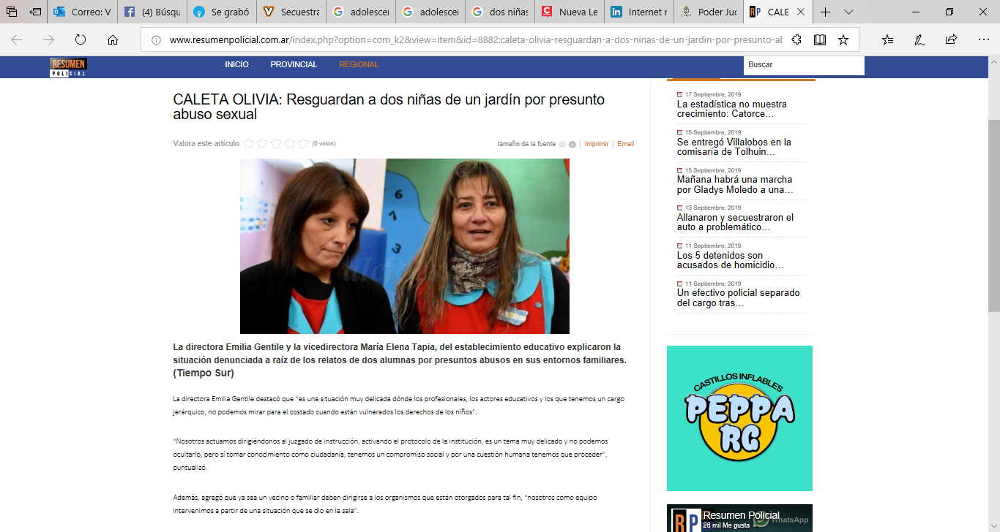 Correo: V
(4) Búsqu
Se grabó
Secuestra
adolescer
adolescer
dos niñas
Nueva Le
Internet r
Poder Juc
CALE
www.resumenpolicial.com.ar/index.php?option=com_k2&view=item&id=8882:caleta-olivia-resguardan-a-dos-ninas-de-un-jardin-por-presunto-ab
RESUMEN
POLICIAL
INICIO
PROVINCIAL
REGIONAL
Buscar
CALETA OLIVIA: Resguardan a dos niñas de un jardín por presunto
abuso sexual
Valora este artículo
(0 votos)
tamaño de la fuente
Imprimir
Email
6
7
3
La directora Emilia Gentile y la vicedirectora María Elena Tapia, del establecimiento educativo explicaron la
situación denunciada a raíz de los relatos de dos alumnas por presuntos abusos en sus entornos familiares.
(Tiempo Sur)
La directora Emilia Gentile destacó que “es una situación muy delicada dónde los profesionales, los actores educativos y los que tenemos un cargo
jerárquico, no podemos mirar para el costado cuando están vulnerados los derechos de los niños”.
“Nosotros actuamos dirigiéndonos al juzgado de instrucción, activando el protocolo de la institución, es un tema muy delicado y no podemos
ocultarlo, pero sí tomar conocimiento como ciudadanía, tenemos un compromiso social y por una cuestión humana tenemos que proceder”,
puntualizó.
Además, agregó que ya sea un vecino o familiar deben dirigirse a los organismos que están otorgados para tal fin, “nosotros como equipo
intervenimos a partir de una situación que se dio en la sala”.
17 Septiembre, 2019
La estadística no muestra
crecimiento: Catorce…
15 Septiembre, 2019
Se entregó Villalobos en la
comisaría de Tolhuin…
15 Septiembre, 2019
Mañana habrá una marcha
por Gladys Moledo a una…
13 Septiembre, 2019
Allanaron y secuestraron el
auto a problemático…
11 Septiembre, 2019
Los 5 detenidos son
acusados de homicidio…
11 Septiembre, 2019
Un efectivo policial separado
del cargo tras…
CASTILLOS INFLABLES
PEPPA
RG
RP
Resumen Policial
26 mil Me gusta
WhatsApp